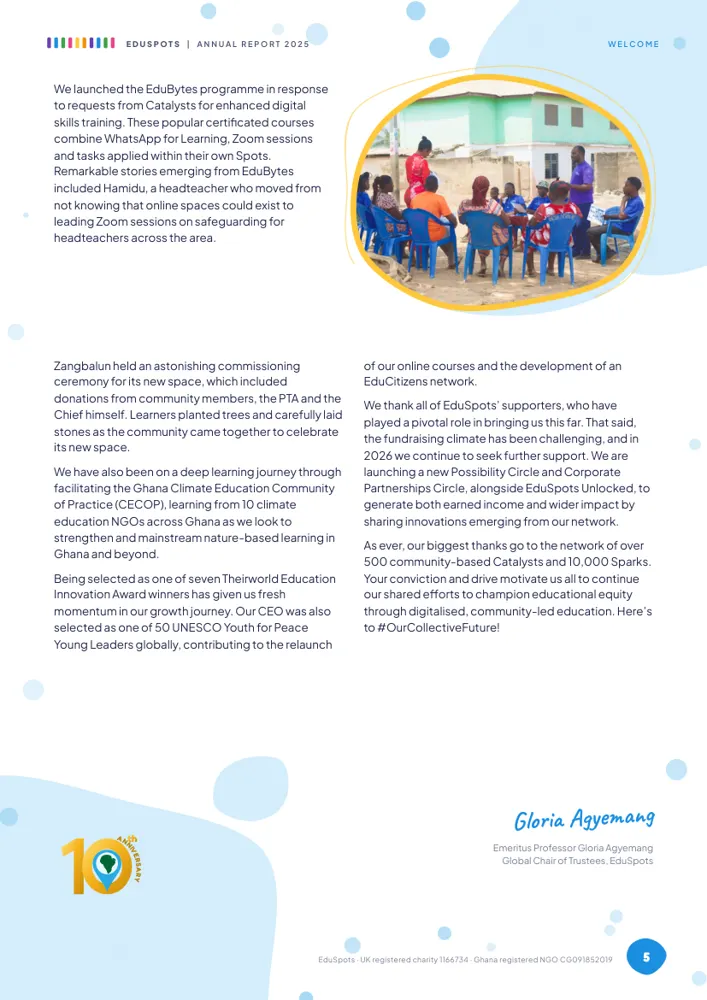 EDUSPOTS | ANNUAL REPORT 2025
WELCOME
We launched the EduBytes programme in response
to requests from Catalysts for enhanced digital
skills training. These popular certificated courses
combine WhatsApp for Learning, Zoom sessions
and tasks applied within their own Spots.
Remarkable stories emerging from EduBytes
included Hamidu, a headteacher who moved from
not knowing that online spaces could exist to
leading Zoom sessions on safeguarding for
headteachers across the area.
Zangbalun held an astonishing commissioning
ceremony for its new space, which included
donations from community members, the PTA and the
Chief himself. Learners planted trees and carefully laid
stones as the community came together to celebrate
its new space.
We have also been on a deep learning journey through
facilitating the Ghana Climate Education Community
of Practice (CECOP), learning from 10 climate
education NGOs across Ghana as we look to
strengthen and mainstream nature-based learning in
Ghana and beyond.
Being selected as one of seven Theirworld Education
Innovation Award winners has given us fresh
momentum in our growth journey. Our CEO was also
selected as one of 50 UNESCO Youth for Peace
Young Leaders globally, contributing to the relaunch
of our online courses and the development of an
EduCitizens network.
We thank all of EduSpots' supporters, who have
played a pivotal role in bringing us this far. That said,
the fundraising climate has been challenging, and in
2026 we continue to seek further support. We are
launching a new Possibility Circle and Corporate
Partnerships Circle, alongside EduSpots Unlocked, to
generate both earned income and wider impact by
sharing innovations emerging from our network.
As ever, our biggest thanks go to the network of over
500 community-based Catalysts and 10,000 Sparks.
Your conviction and drive motivate us all to continue
our shared efforts to champion educational equity
through digitalised, community-led education. Here's
to #OurCollectiveFuture!
Gloria Agyemang
Emeritus Professor Gloria Agyemang
Global Chair of Trustees, EduSpots
10th ANNIVERSARY
EduSpots · UK registered charity 1166734 · Ghana registered NGO CG091852019
5